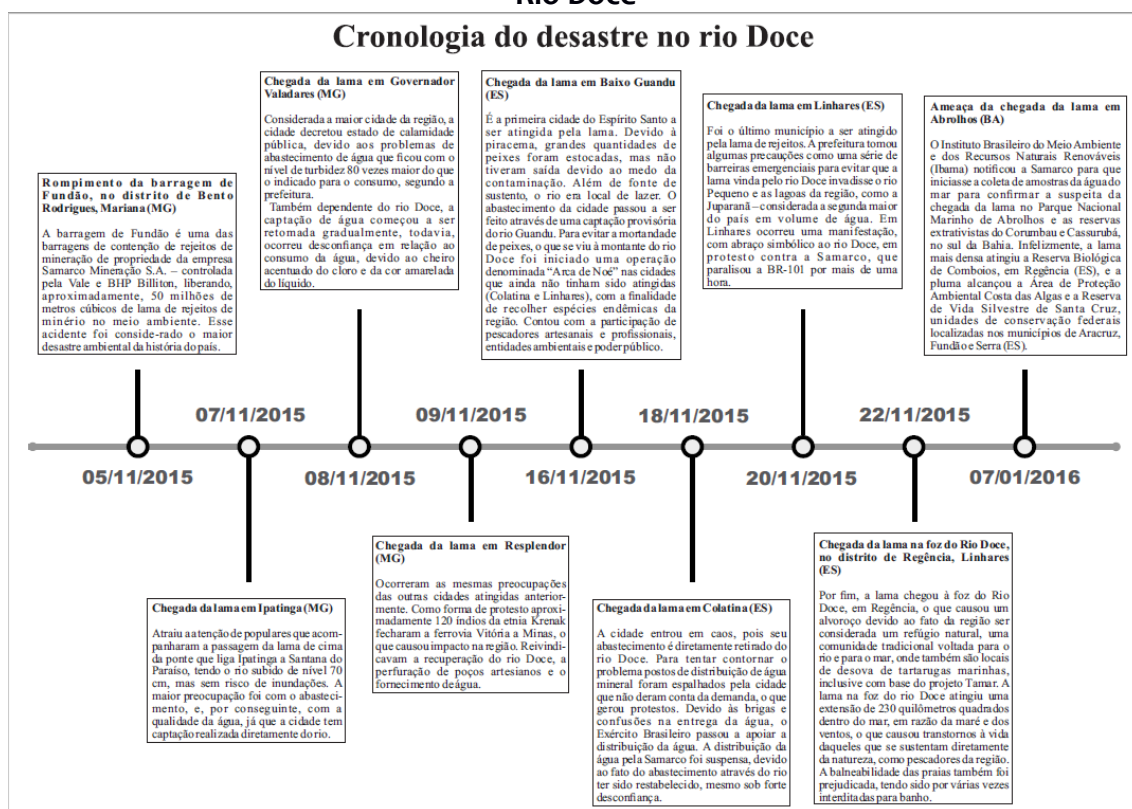 Rio Doce
Cronologia do desastre no rio Doce
Rompimento da barragem de
Fundão, no distrito de Bento
Rodrigues, Mariana (MG)
A barragem de Fundão é uma das
barragens de contenção de rejeitos de
mineração de propriedade da empresa
Samarco Mineração S.A. – controlada
pela Vale e BHP Billiton, liberando,
aproximadamente, 50 milhões de
metros cúbicos de lama de rejeitos de
minério no meio ambiente. Esse
acidente foi conside-rado o maior
desastre ambiental da história do país.
05/11/2015
07/11/2015
Chegada da lama em Ipatinga (MG)
Atraiu a atenção de populares que acom-
panharam a passagem da lama de cima
da ponte que liga Ipatinga a Santana do
Paraíso, tendo o rio subido de nível 70
cm, mas sem risco de inundações. A
maior preocupação foi com o abasteci-
mento, e, por conseguinte, com a
qualidade da água, já que a cidade tem
captação realizada diretamente do rio.
Chegada da lama em Governador
Valadares (MG)
Considerada a maior cidade da região, a
cidade decretou estado de calamidade
pública, devido aos problemas de
abastecimento de água que ficou com o
nível de turbidez 80 vezes maior do que
o indicado para o consumo, segundo a
prefeitura.
Também dependente do rio Doce, a
captação de água começou a ser
retomada gradualmente, todavia,
ocorreu desconfiança em relação ao
consumo da água, devido ao cheiro
acentuado do cloro e da cor amarelada
do líquido.
08/11/2015
09/11/2015
Chegada da lama em Resplendor
(MG)
Ocorreram as mesmas preocupações
das outras cidades atingidas anterior-
mente. Como forma de protesto aproxi-
madamente 120 índios da etnia Krenak
fecharam a ferrovia Vitória a Minas, o
que causou impacto na região. Reivindi-
cavam a recuperação do rio Doce, a
perfuração de poços artesianos e o
fornecimento de água.
Chegada da lama em Baixo Guandu
(ES)
É a primeira cidade do Espírito Santo a
ser atingida pela lama. Devido à
piracema, grandes quantidades de
peixes foram estocadas, mas não
tiveram saída devido ao medo da
contaminação. Além de fonte de
sustento, o rio era local de lazer. O
abastecimento da cidade passou a ser
feito através de uma captação provisória
do rio Guandu. Para evitar a mortandade
de peixes, o que se viu à montante do rio
Doce foi iniciado uma operação
denominada “Arca de Noé” nas cidades
que ainda não tinham sido atingidas
(Colatina e Linhares), com a finalidade
de recolher espécies endêmicas da
região. Contou com a participação de
pescadores artesanais e profissionais,
entidades ambientais e poder público.
16/11/2015
18/11/2015
Chegada da lama em Colatina (ES)
A cidade entrou em caos, pois seu
abastecimento é diretamente retirado do
rio Doce. Para tentar contornar o
problema postos de distribuição de água
mineral foram espalhados pela cidade
que não deram conta da demanda, o que
gerou protestos. Devido às brigas e
confusões na entrega da água, o
Exército Brasileiro passou a apoiar a
distribuição da água. A distribuição da
água pela Samarco foi suspensa, devido
ao fato do abastecimento através do rio
ter sido restabelecido, mesmo sob forte
desconfiança.
Chegada da lama em Linhares (ES)
Foi o último município a ser atingido
pela lama de rejeitos. A prefeitura tomou
algumas precauções como uma série de
barreiras emergenciais para evitar que a
lama vinda pelo rio Doce invadisse o rio
Pequeno e as lagoas da região, como a
Juparanã – considerada a segunda maior
do país em volume de água. Em
Linhares ocorreu uma manifestação,
com abraço simbólico ao rio Doce, em
protesto contra a Samarco, que
paralisou a BR-101 por mais de uma
hora.
20/11/2015
22/11/2015
Chegada da lama na foz do Rio Doce,
no distrito de Regência, Linhares
(ES)
Por fim, a lama chegou à foz do Rio
Doce, em Regência, o que causou um
alvoroço devido ao fato da região ser
considerada um refúgio natural, uma
comunidade tradicional voltada para o
rio e para o mar, onde também são locais
de desova de tartarugas marinhas,
inclusive com base do projeto Tamar. A
lama na foz do rio Doce atingiu uma
extensão de 230 quilômetros quadrados
dentro do mar, em razão da maré e dos
ventos, o que causou transtornos à vida
daqueles que se sustentam diretamente
da natureza, como pescadores da região.
A balneabilidade das praias também foi
prejudicada, tendo sido por várias vezes
interditadas para banho.
Ameaça da chegada da lama em
Abrolhos (BA)
O Instituto Brasileiro do Meio Ambiente
e dos Recursos Naturais Renováveis
(Ibama) notificou a Samarco para que
iniciasse a coleta de amostras da água do
mar para confirmar a suspeita da
chegada da lama no Parque Nacional
Marinho de Abrolhos e as reservas
extrativistas do Corumbau e Cassurubá,
no sul da Bahia. Infelizmente, a lama
mais densa atingiu a Reserva Biológica
de Comboios, em Regência (ES), e a
pluma alcançou a Área de Proteção
Ambiental Costa das Algas e a Reserva
de Vida Silvestre de Santa Cruz,
unidades de conservação federais
localizadas nos municípios de Aracruz,
Fundão e Serra (ES).
07/01/2016